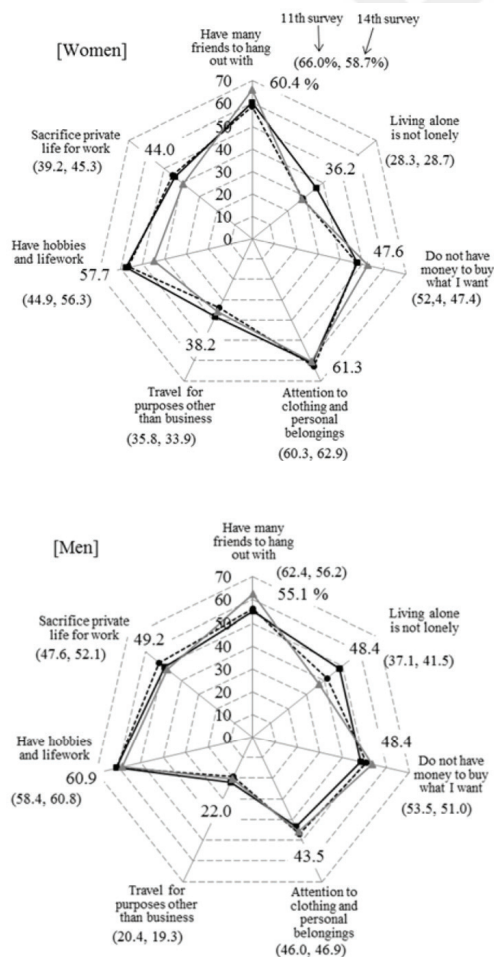 11th survey
14th survey
(66.0%, 58.7%)
[Women]
Have many
friends to hang
out with
60.4 %
70
60
50
40
30
20
10
0
Living alone
is not lonely
(28.3, 28.7)
36.2
47.6
Do not have
money to buy
what I want
(52,4, 47.4)
61.3
Attention to
clothing and
personal
belongings
(60.3, 62.9)
38.2
Travel for
purposes other
than business
(35.8, 33.9)
Have hobbies
and lifework
57.7
(44.9, 56.3)
Sacrifice private
life for work
(39.2, 45.3)
44.0
[Men]
Have many
friends to hang
out with
(62.4, 56.2)
55.1 %
70
60
50
40
30
20
10
0
Living alone
is not lonely
(37.1, 41.5)
48.4
48.4
Do not have
money to buy
what I want
(53.5, 51.0)
43.5
Attention to
clothing and
personal
belongings
(46.0, 46.9)
22.0
Travel for
purposes other
than business
(20.4, 19.3)
Have hobbies
and lifework
60.9
(58.4, 60.8)
Sacrifice private
life for work
(47.6, 52.1)
49.2